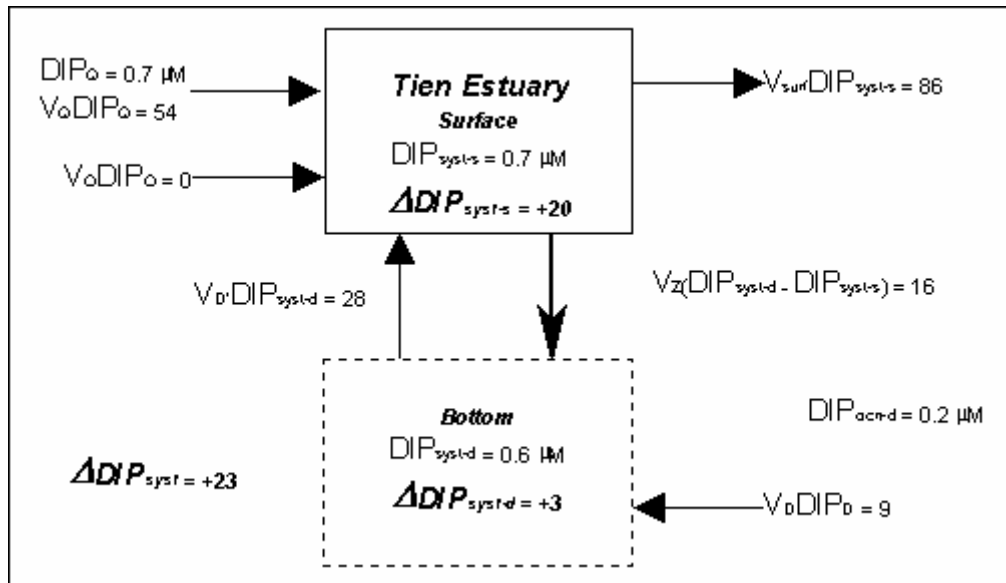 DIPQ = 0.7 µM
VQDIPQ = 54
VODIPO = 0
Tien Estuary
Surface
DIPsyst-s = 0.7 µM
ΔDIPsyst-s = +20
VsurfDIPsyst-s = 86
VD'DIPsyst-d = 28
VZ(DIPsyst-d - DIPsyst-s) = 16
Bottom
DIPsyst-d = 0.6 µM
ΔDIPsyst-d = +3
DIPocn-d = 0.2 µM
ΔDIPsyst = +23
VDDIPD = 9